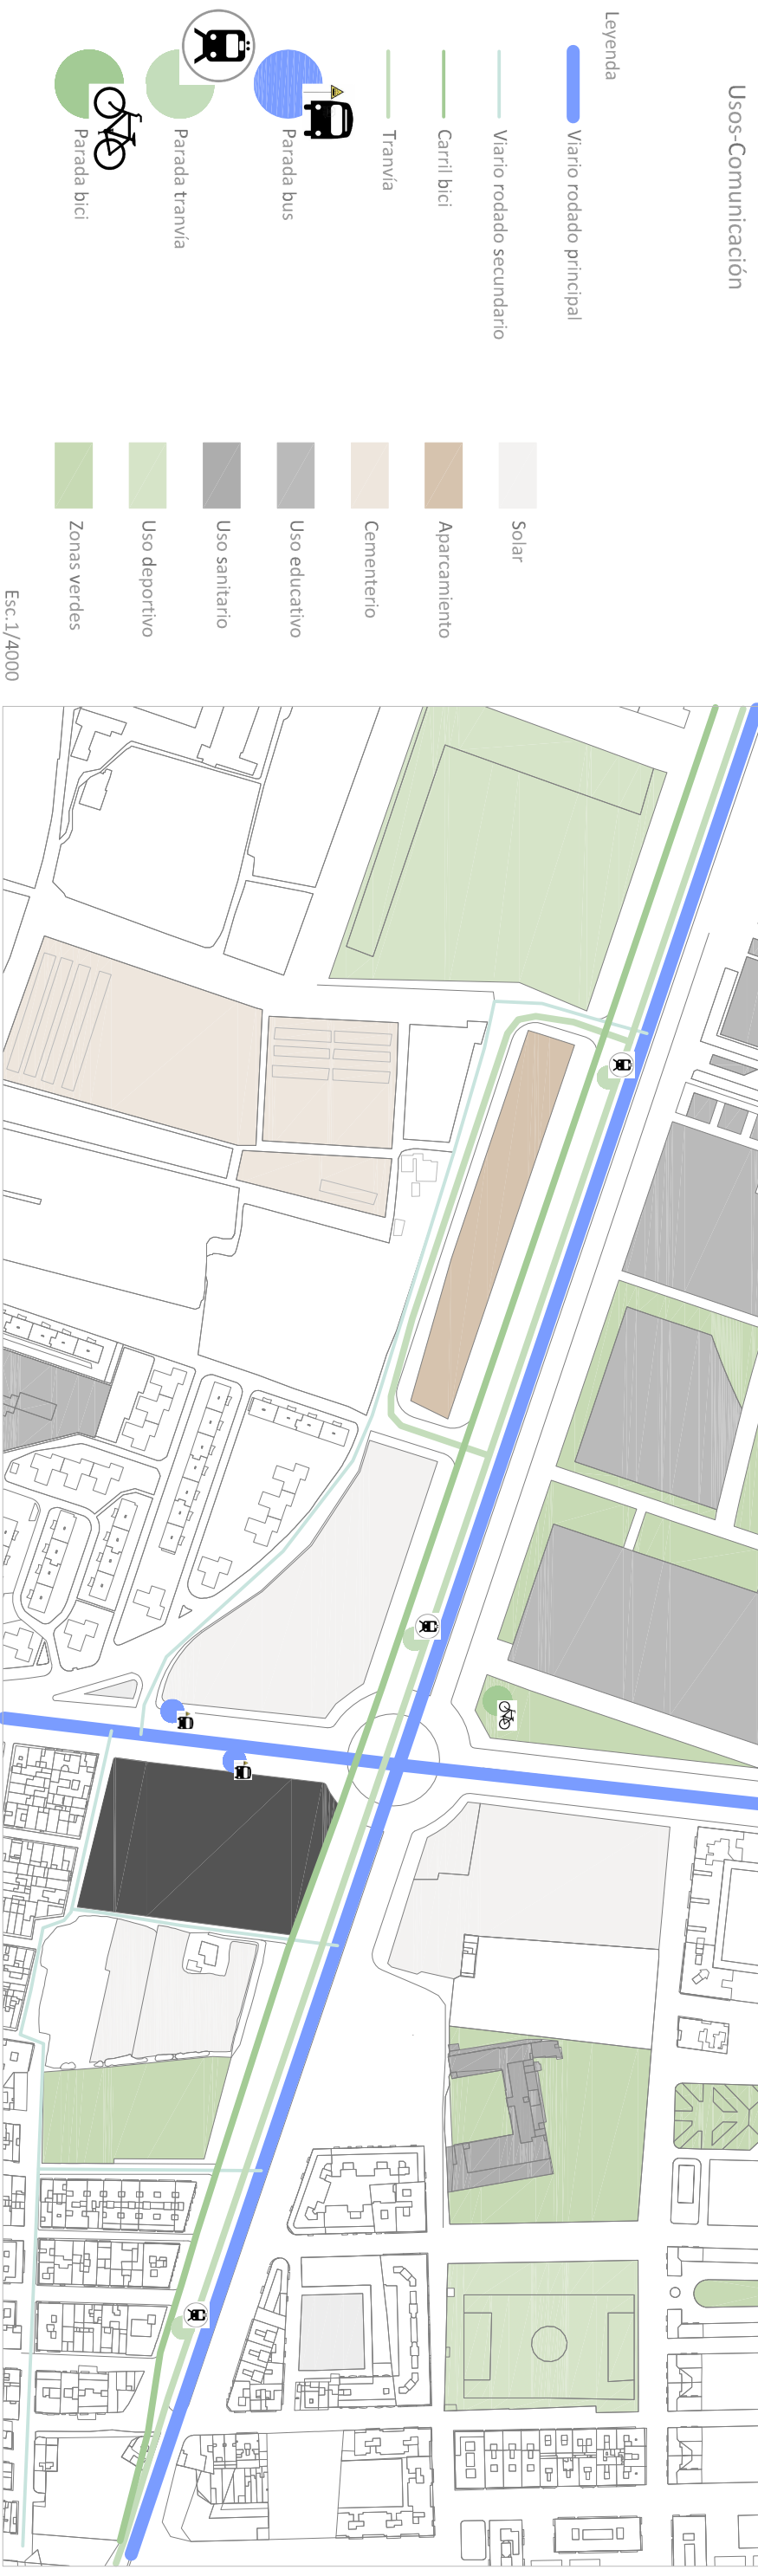 Usos-Comunicación
Leyenda
Viario rodado principal
Viario rodado secundario
Carril bici
Tranvía
Parada bus
Parada tranvía
Parada bici
Solar
Aparcamiento
Cementerio
Uso educativo
Uso sanitario
Uso deportivo
Zonas verdes
Esc.1/4000